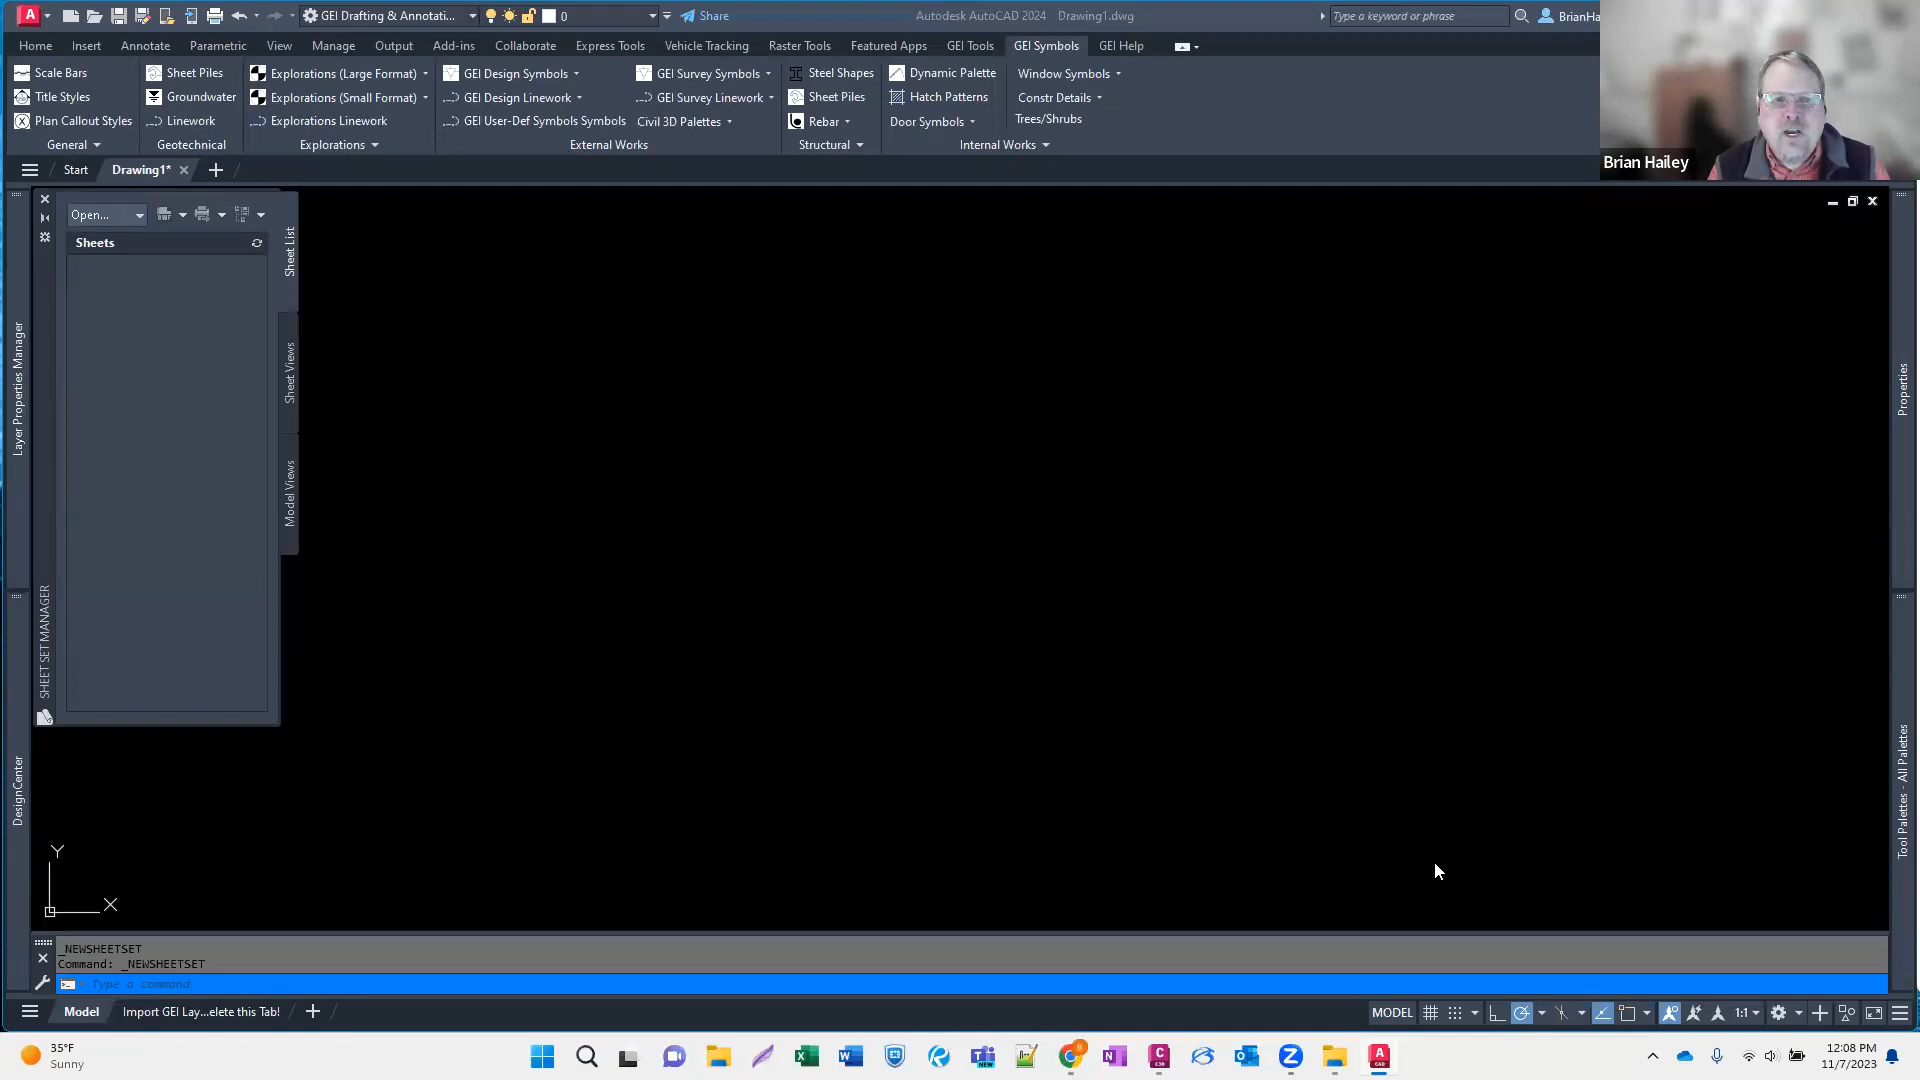 GEI Drafting & Annotati... 0 Share Autodesk AutoCAD 2024 Drawing1.dwg Type a keyword or phrase BrianHa
Home Insert Annotate Parametric View Manage Output Add-ins Collaborate Express Tools Vehicle Tracking Raster Tools Featured Apps GEI Tools GEI Symbols GEI Help
Scale Bars Sheet Piles Explorations (Large Format) GEI Design Symbols GEI Survey Symbols Steel Shapes Dynamic Palette Window Symbols
Title Styles Groundwater Explorations (Small Format) GEI Design Linework GEI Survey Linework Sheet Piles Hatch Patterns Constr Details
Plan Callout Styles Linework Explorations Linework GEI User-Def Symbols Symbols Civil 3D Palettes Rebar Door Symbols Trees/Shrubs
General Geotechnical Explorations External Works Structural Internal Works
Brian Hailey
Start Drawing1*
Open...
Sheets
Sheet List
Sheet Views
Model Views
SHEET SET MANAGER
Layer Properties Manager
DesignCenter
Properties
Tool Palettes - All Palettes
Y
X
_NEWSHEETSET
Command: _NEWSHEETSET
Type a command
Model Import GEI Lay...elete this Tab! MODEL 1:1
35°F
Sunny
12:08 PM
11/7/2023